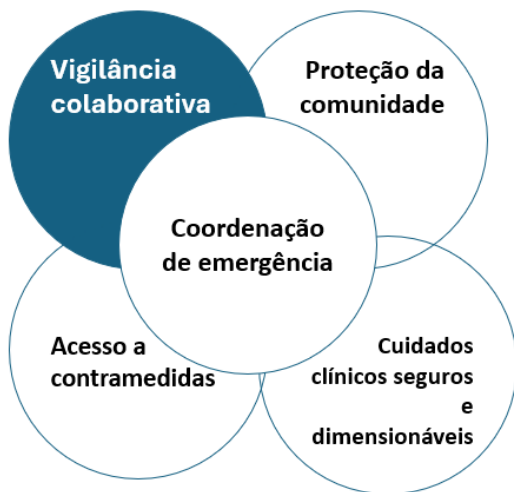 Vigilância
colaborativa
Proteção da
comunidade
Coordenação
de emergência
Acesso a
contramedidas
Cuidados
clínicos seguros
e
dimensionáveis